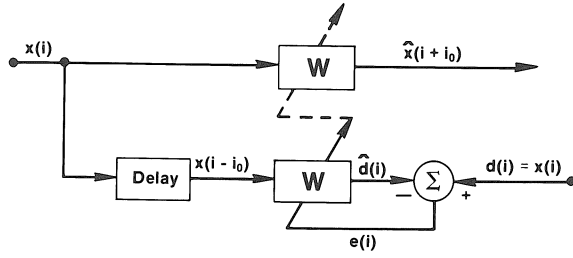 x(i)
W
x̂(i + i₀)
Delay
x(i - i₀)
W
d̂(i)
−
Σ
+
d(i) = x(i)
e(i)